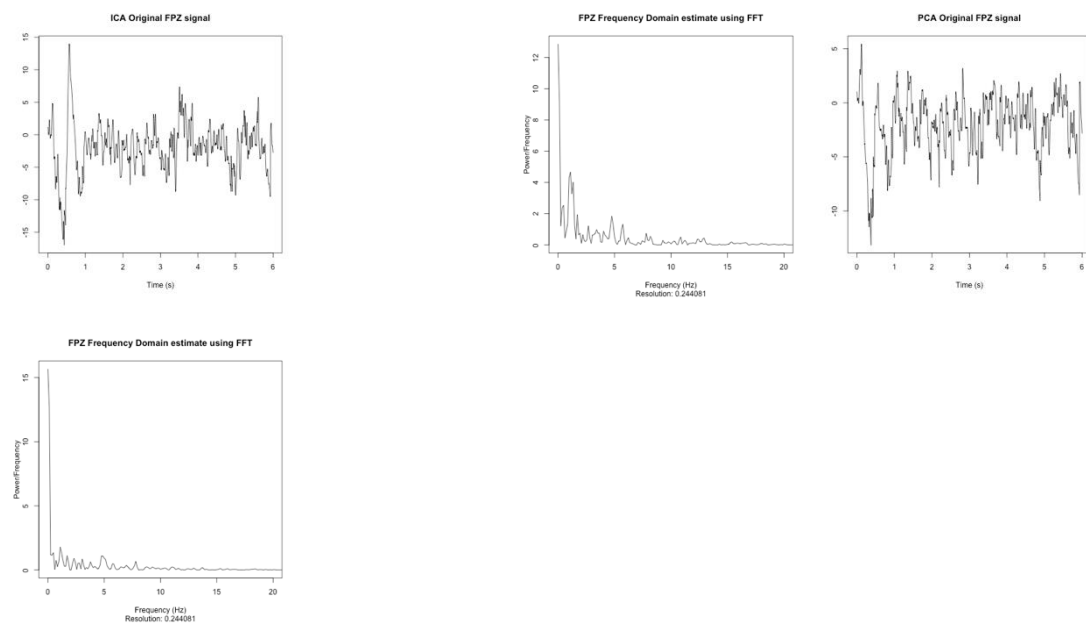 ICA Original FPZ signal
15
10
5
0
-5
-10
-15
0 1 2 3 4 5 6
Time (s)
FPZ Frequency Domain estimate using FFT
Power/Frequency
12
10
8
6
4
2
0
0 5 10 15 20
Frequency (Hz)
Resolution: 0.244081
PCA Original FPZ signal
5
0
-5
-10
0 1 2 3 4 5 6
Time (s)
FPZ Frequency Domain estimate using FFT
Power/Frequency
15
10
5
0
0 5 10 15 20
Frequency (Hz)
Resolution: 0.244081